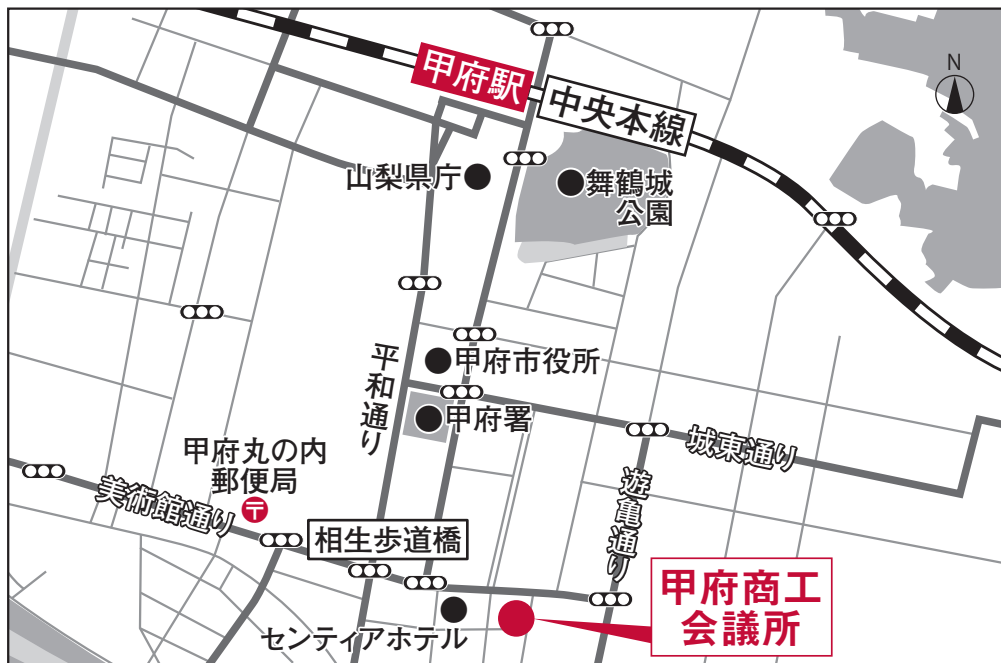 甲府駅
中央本線
N
山梨県庁
舞鶴城
公園
平和通り
甲府市役所
甲府署
城東通り
甲府丸の内
郵便局
〒
美術館通り
遊亀通り
相生歩道橋
甲府商工
会議所
センティアホテル